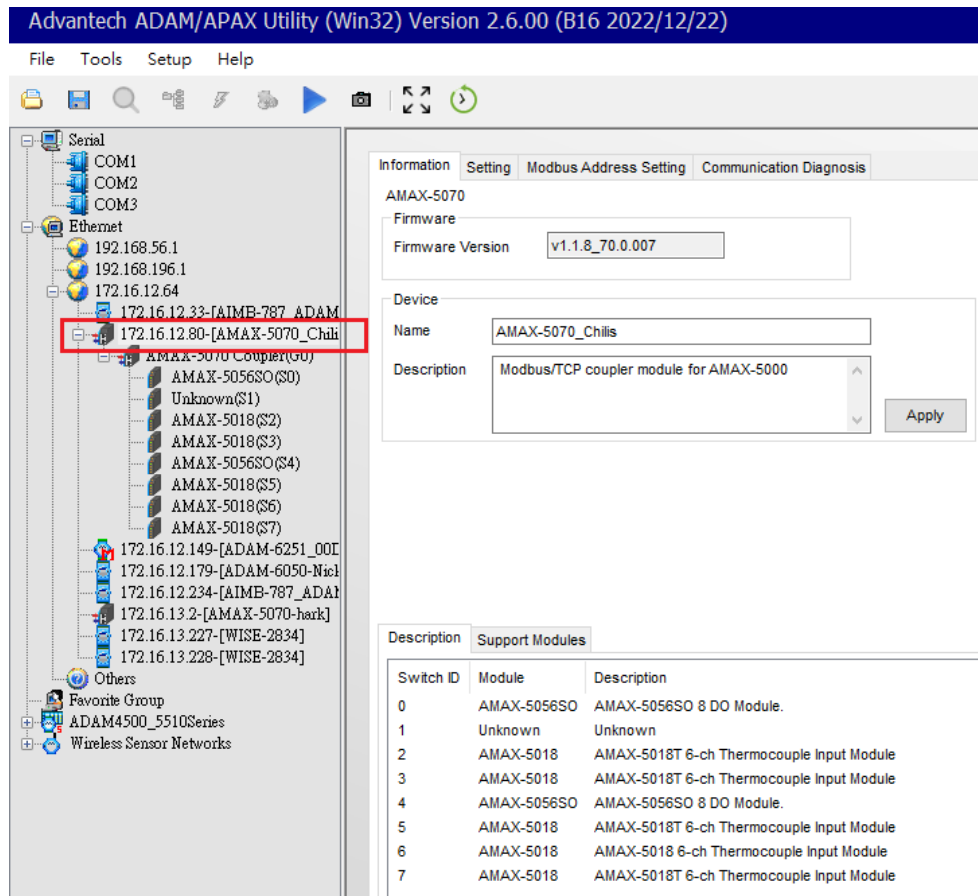 Advantech ADAM/APAX Utility (Win32) Version 2.6.00 (B16 2022/12/22)
File Tools Setup Help
Serial
COM1
COM2
COM3
Ethernet
192.168.56.1
192.168.196.1
172.16.12.64
172.16.12.33-[AIMB-787_ADAM
172.16.12.80-[AMAX-5070_Chili
AMAX-5070 Coupler(G0)
AMAX-5056SO(S0)
Unknown(S1)
AMAX-5018(S2)
AMAX-5018(S3)
AMAX-5056SO(S4)
AMAX-5018(S5)
AMAX-5018(S6)
AMAX-5018(S7)
172.16.12.149-[ADAM-6251_00D
172.16.12.179-[ADAM-6050-Nick
172.16.12.234-[AIMB-787_ADAM
172.16.13.2-[AMAX-5070-hark]
172.16.13.227-[WISE-2834]
172.16.13.228-[WISE-2834]
Others
Favorite Group
ADAM4500_5510Series
Wireless Sensor Networks
Information Setting Modbus Address Setting Communication Diagnosis
AMAX-5070
Firmware
Firmware Version v1.1.8_70.0.007
Device
Name AMAX-5070_Chilis
Description Modbus/TCP coupler module for AMAX-5000
Apply
Description Support Modules
Switch ID Module Description
0 AMAX-5056SO AMAX-5056SO 8 DO Module.
1 Unknown Unknown
2 AMAX-5018 AMAX-5018T 6-ch Thermocouple Input Module
3 AMAX-5018 AMAX-5018T 6-ch Thermocouple Input Module
4 AMAX-5056SO AMAX-5056SO 8 DO Module.
5 AMAX-5018 AMAX-5018T 6-ch Thermocouple Input Module
6 AMAX-5018 AMAX-5018 6-ch Thermocouple Input Module
7 AMAX-5018 AMAX-5018T 6-ch Thermocouple Input Module